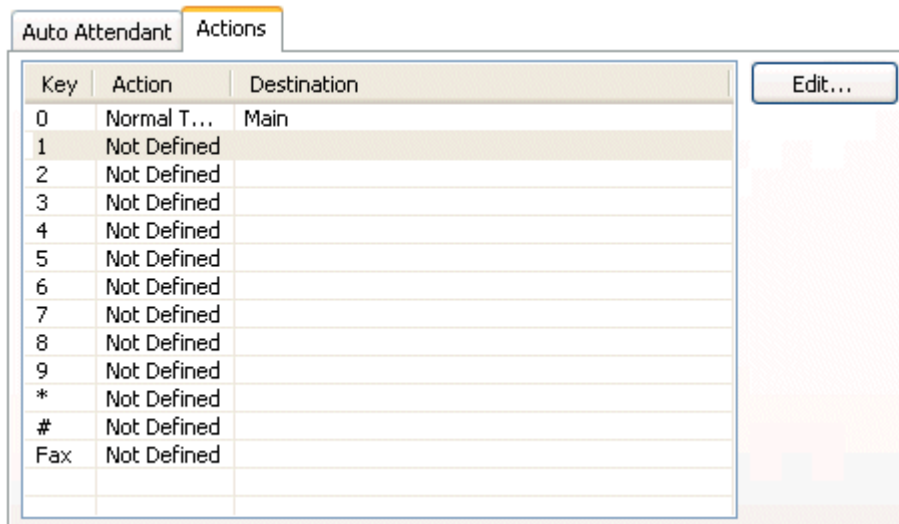 Auto Attendant Actions
Key Action Destination Edit...
0 Normal T... Main
1 Not Defined
2 Not Defined
3 Not Defined
4 Not Defined
5 Not Defined
6 Not Defined
7 Not Defined
8 Not Defined
9 Not Defined
* Not Defined
# Not Defined
Fax Not Defined